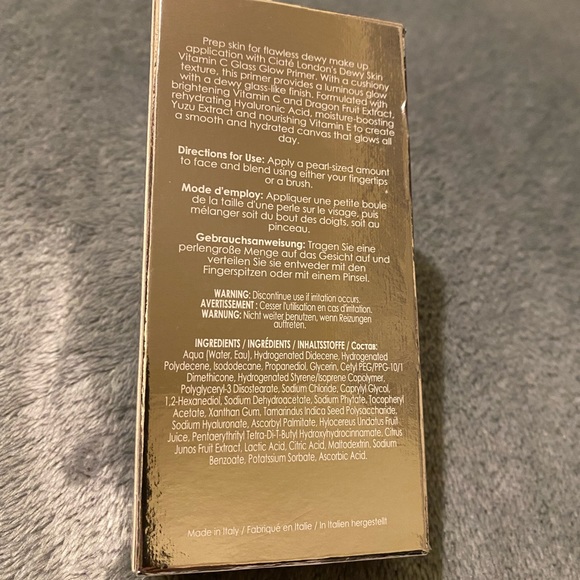 Prep skin for flawless dewy make up
application with Ciaté London's Dewy Skin
Vitamin C Glass Glow Primer. With a cushiony
texture, this primer provides a luminous glow
with a dewy glass-like finish. Formulated with
brightening Vitamin C and Dragon Fruit Extract,
rehydrating Hyaluronic Acid, moisture-boosting
Yuzu Extract and nourishing Vitamin E to create
a smooth and hydrated canvas that glows all
day.
Directions for Use: Apply a pearl-sized amount
to face and blend using either your fingertips
or a brush.
Mode d'employ: Appliquer une petite boule
de la taille d'une perle sur le visage, puis
mélanger soit du bout des doigts, soit au
pinceau.
Gebrauchsanweisung: Tragen Sie eine
perlengroße Menge auf das Gesicht auf und
verteilen Sie sie entweder mit den
Fingerspitzen oder mit einem Pinsel.
WARNING: Discontinue use if irritation occurs.
AVERTISSEMENT : Cesser l'utilisation en cas d'irritation.
WARNUNG: Nicht weiter benutzen, wenn Reizungen
auftreten.
INGREDIENTS / INGRÉDIENTS / INHALTSSTOFFE / Состав:
Aqua (Water, Eau), Hydrogenated Didecene, Hydrogenated
Polydecene, Isododecane, Propanediol, Glycerin, Cetyl PEG/PPG-10/1
Dimethicone, Hydrogenated Styrene/Isoprene Copolymer,
Polyglyceryl-3 Diisostearate, Sodium Chloride, Caprylyl Glycol,
1,2-Hexanediol, Sodium Dehydroacetate, Sodium Phytate, Tocopheryl
Acetate, Xanthan Gum, Tamarindus Indica Seed Polysaccharide,
Sodium Hyaluronate, Ascorbyl Palmitate, Hylocereus Undatus Fruit
Juice, Pentaerythrityl Tetra-Di-T-Butyl Hydroxyhydrocinnamate, Citrus
Junos Fruit Extract, Lactic Acid, Citric Acid, Maltodextrin, Sodium
Benzoate, Potatssium Sorbate, Ascorbic Acid.
Made in Italy / Fabriqué en Italie / In Italien hergestellt